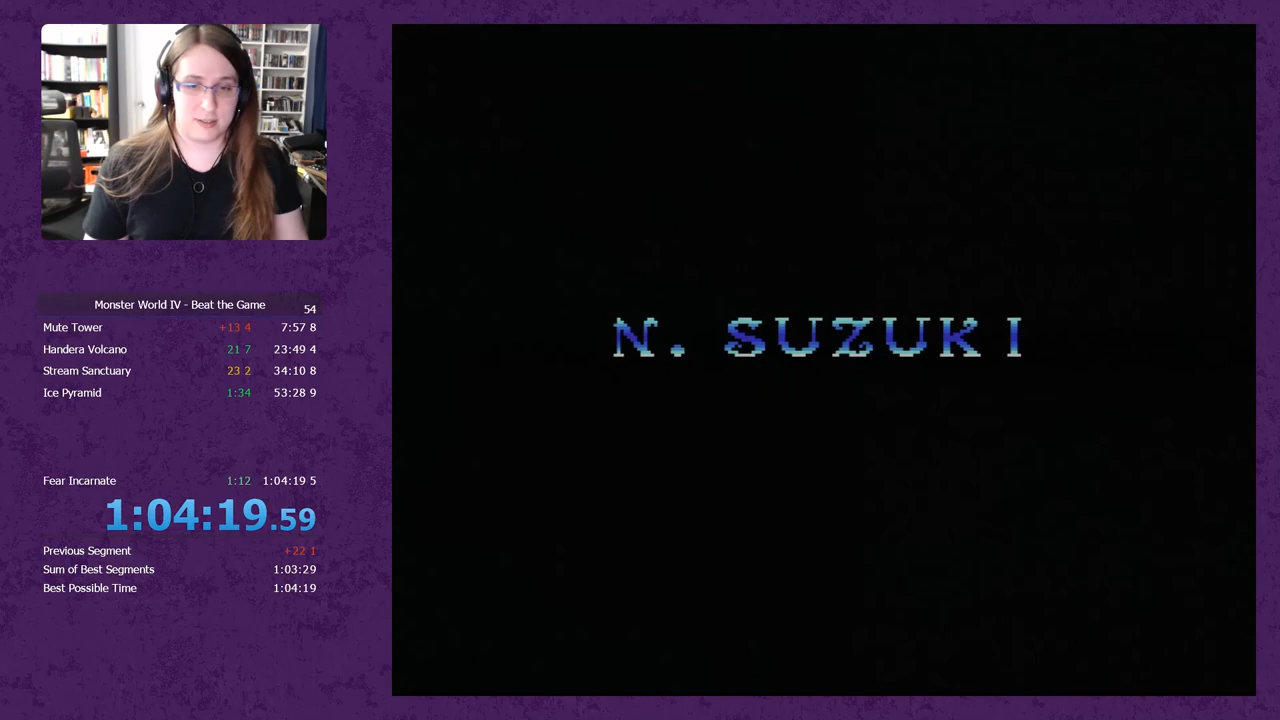 Monster World IV - Beat the Game
54
Mute Tower +13 4 7:57 8
Handera Volcano 21 7 23:49 4
Stream Sanctuary 23 2 34:10 8
Ice Pyramid 1:34 53:28 9
Fear Incarnate 1:12 1:04:19 5
1:04:19.59
Previous Segment +22 1
Sum of Best Segments 1:03:29
Best Possible Time 1:04:19
N. SUZUKI